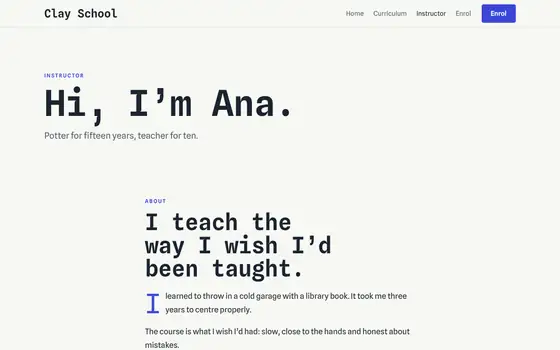 Clay School
Home Curriculum Instructor Enrol Enrol
INSTRUCTOR
Hi, I’m Ana.
Potter for fifteen years, teacher for ten.
ABOUT
I teach the
way I wish I’d
been taught.
I learned to throw in a cold garage with a library book. It took me three
years to centre properly.
The course is what I wish I’d had: slow, close to the hands and honest about
mistakes.